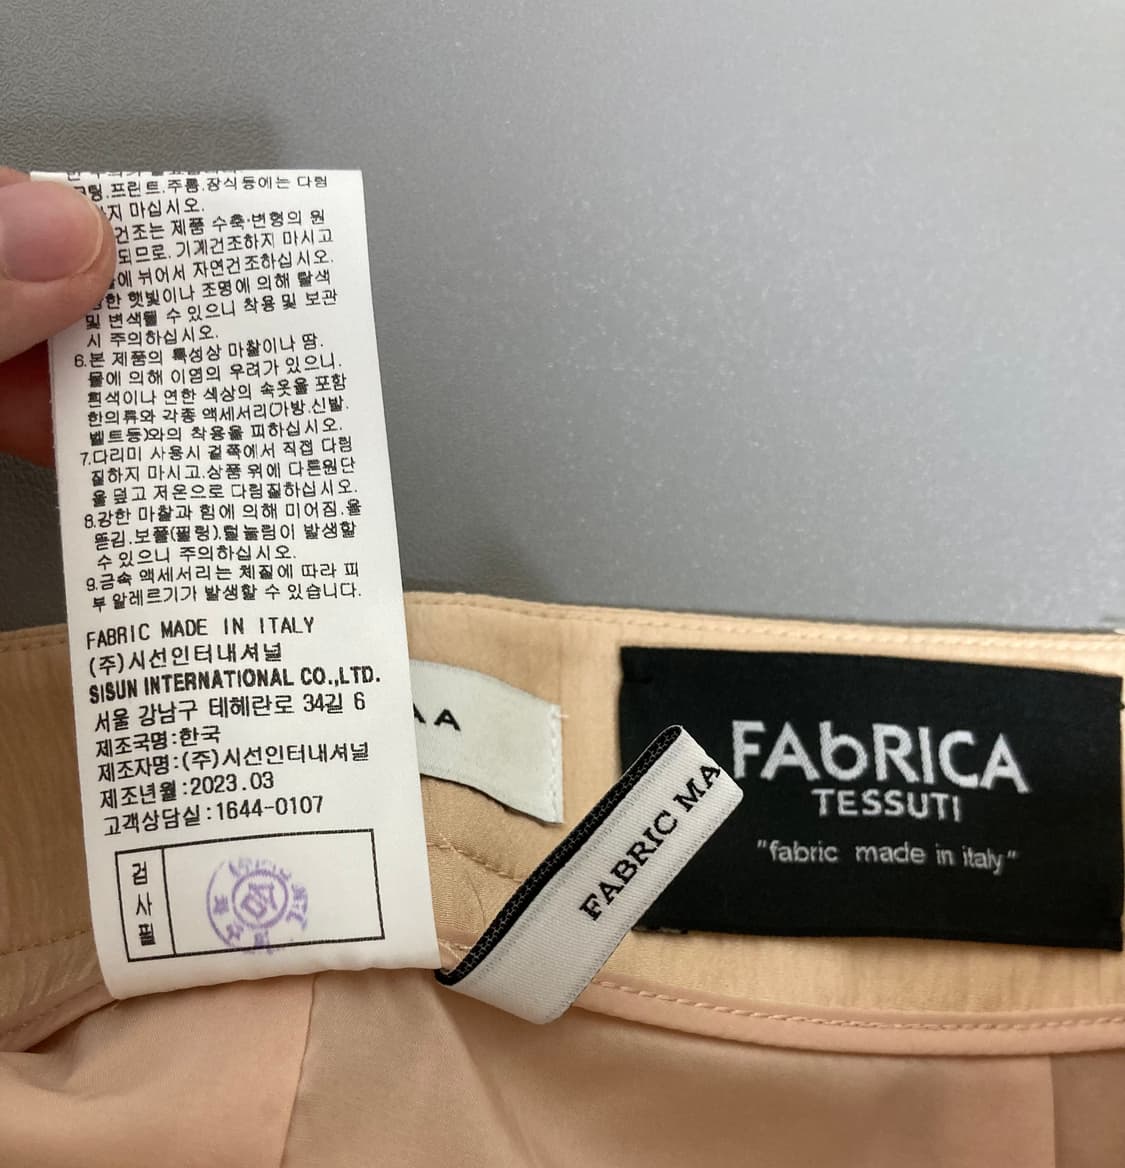 팅.프린트.주름.장식등에는 다림
지 마십시오.
건조는 제품 수축·변형의 원
되므로. 기계건조하지 마시고
에 뉘어서 자연건조하십시오.
한 햇빛이나 조명에 의해 탈색
및 변색될 수 있으니 착용 및 보관
시 주의하십시오.
6.본 제품의 특성상 마찰이나 땀.
물에 의해 이염의 우려가 있으니.
흰색이나 연한 색상의 속옷을 포함
한의류와 각종 액세서리(가방.신발.
벨트등)와의 착용을 피하십시오.
7.다리미 사용시 겉쪽에서 직접 다림
질하지 마시고.상품 위에 다른원단
을 덮고 저온으로 다림질하십시오.
8.강한 마찰과 힘에 의해 미어짐.올
뜯김.보풀(필링).털눌림이 발생할
수 있으니 주의하십시오.
9.금속 액세서리는 체질에 따라 피
부 알레르기가 발생할 수 있습니다.
FABRIC MADE IN ITALY
(주)시선인터내셔널
SISUN INTERNATIONAL CO.,LTD.
서울 강남구 테헤란로 34길 6
제조국명:한국
제조자명:(주)시선인터내셔널
제조년월:2023.03
고객상담실:1644-0107
검사필
AA
FABRIC MA
FAbRICA
TESSUTI
"fabric made in italy"